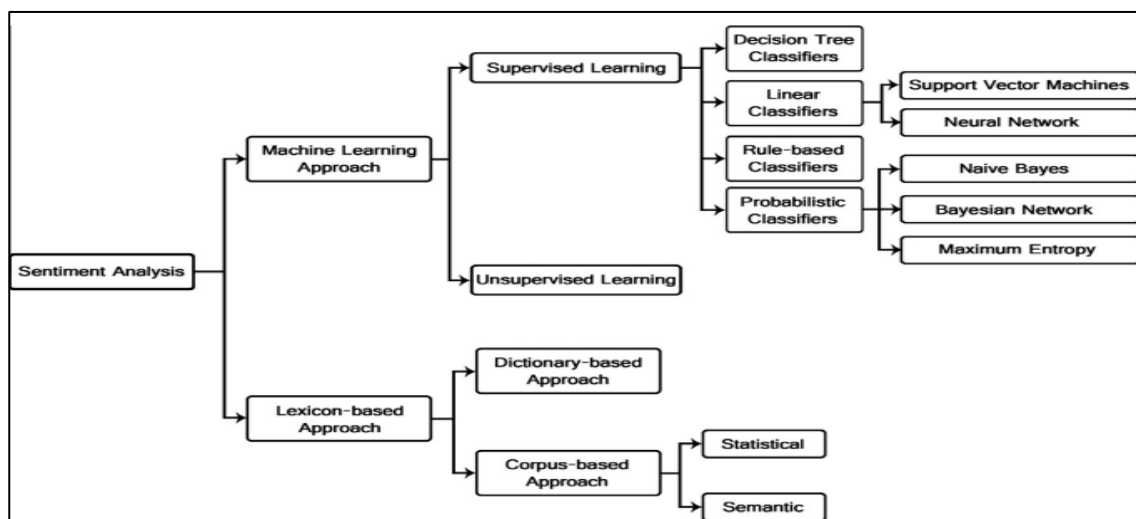 Decision Tree
Classifiers
Supervised Learning
Linear
Classifiers
Support Vector Machines
Neural Network
Machine Learning
Approach
Rule-based
Classifiers
Naive Bayes
Probabilistic
Classifiers
Bayesian Network
Maximum Entropy
Sentiment Analysis
Unsupervised Learning
Dictionary-based
Approach
Lexicon-based
Approach
Statistical
Corpus-based
Approach
Semantic